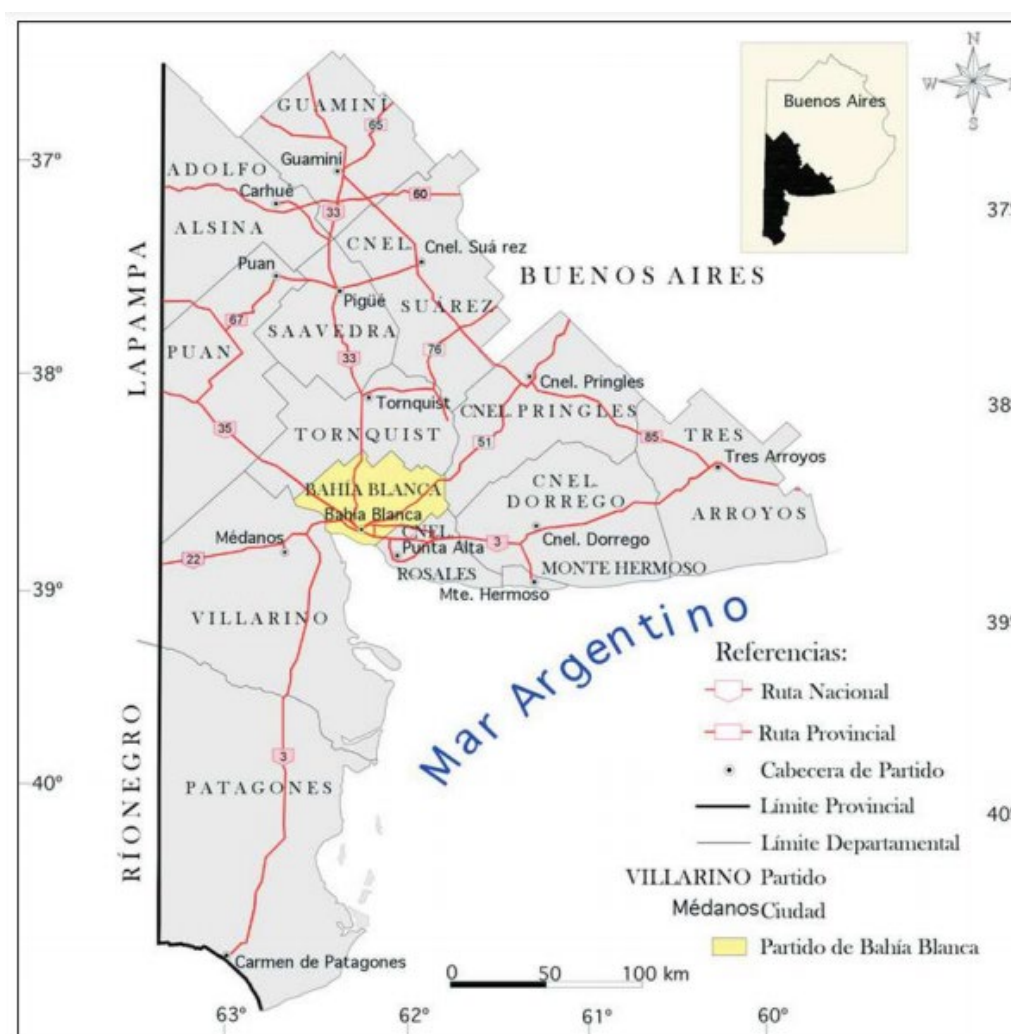 N
W
S
Buenos Aires
GUAMINÍ
65
37°
Guaminí
ADOLFO
Carhué
60
33
37°
ALSINA
CNEL.
Cnel. Suá rez
Puan
BUENOS AIRES
Pigüé
SUÁREZ
LAPAMPA
67
SAAVEDRA
PUAN
33
76
38°
Cnel. Pringles
Tornquist
CNEL. PRINGLES
38
35
TORNQUIST
51
85
TRES
Tres Arroyos
BAHÍA BLANCA
CNEL.
DORREGO
Bahía Blanca
ARROYOS
Médanos
CNEL.
Punta Alta
3
Cnel. Dorrego
22
ROSALES
MONTE HERMOSO
39°
Mte. Hermoso
VILLARINO
39°
Mar Argentino
Referencias:
Ruta Nacional
RÍONEGRO
Ruta Provincial
3
Cabecera de Partido
40°
PATAGONES
Límite Provincial
40°
Límite Departamental
VILLARINO Partido
Médanos Ciudad
Partido de Bahía Blanca
Carmen de Patagones
0 50 100 km
63° 62° 61° 60°